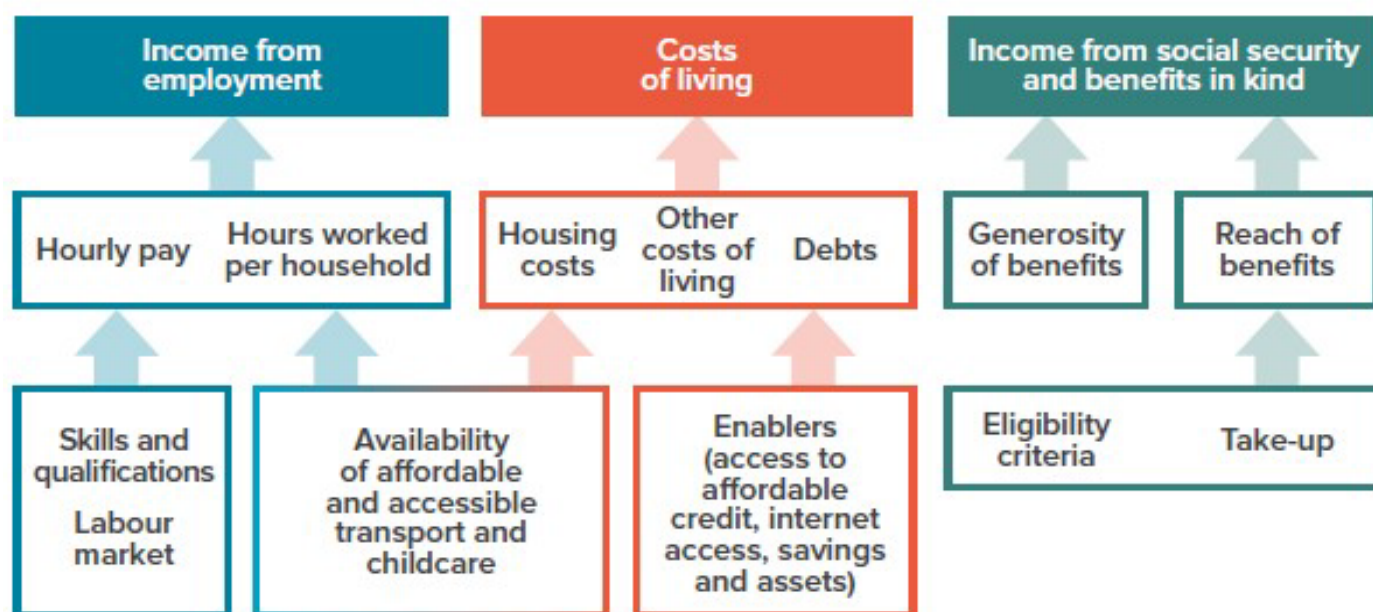 Income from
employment
Costs
of living
Income from social security
and benefits in kind
Hourly pay
Hours worked
per household
Housing
costs
Other
costs of
living
Debts
Generosity
of benefits
Reach of
benefits
Skills and
qualifications
Labour
market
Availability
of affordable
and accessible
transport and
childcare
Enablers
(access to
affordable
credit, internet
access, savings
and assets)
Eligibility
criteria
Take-up